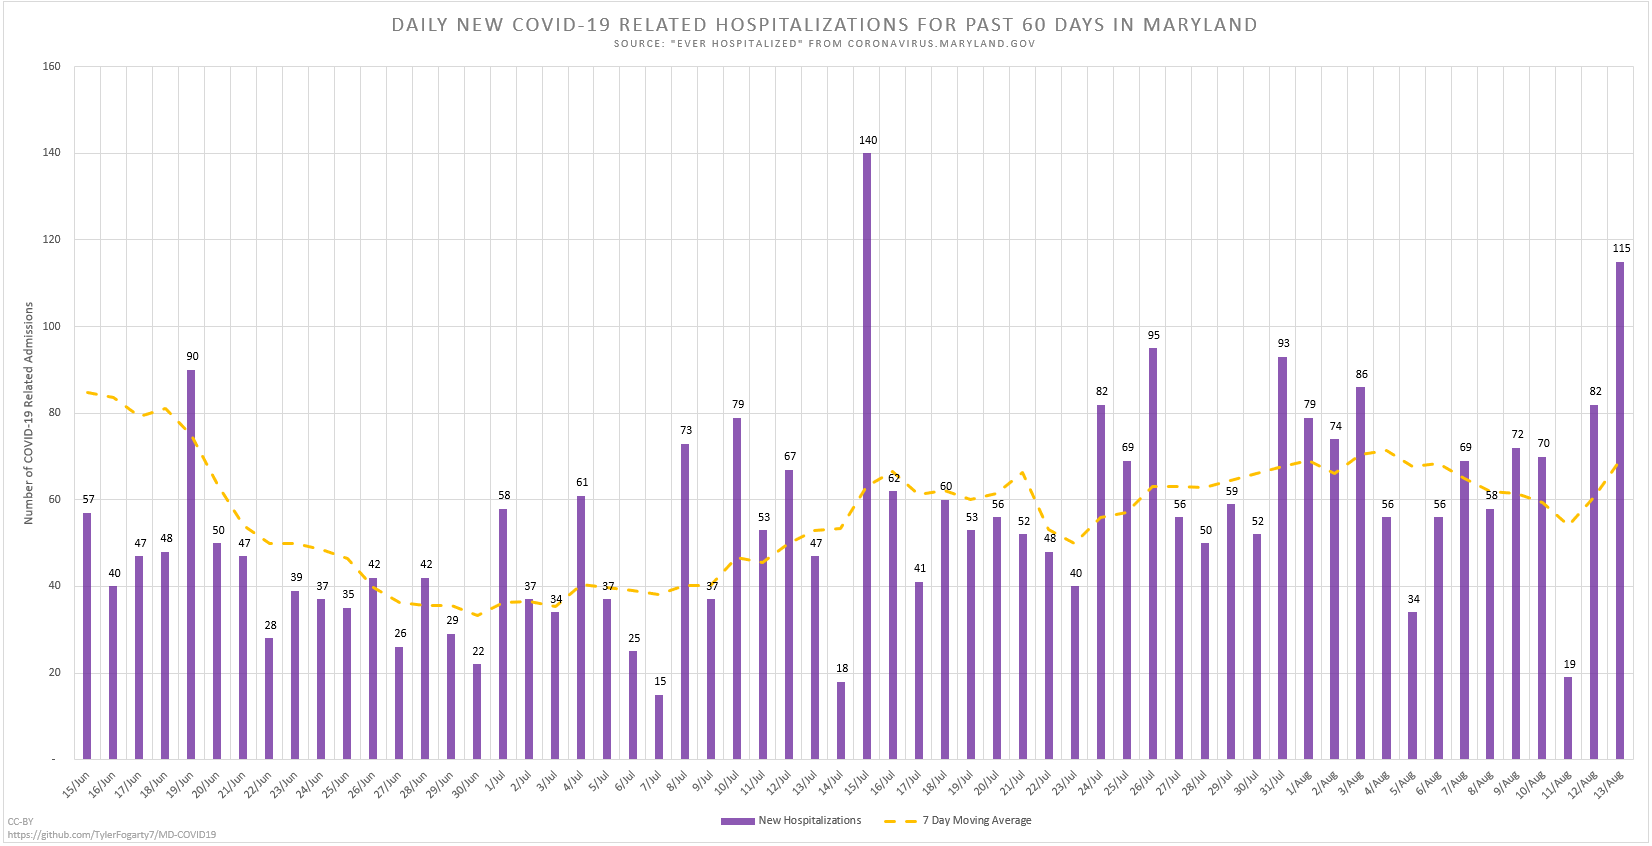 DAILY NEW COVID-19 RELATED HOSPITALIZATIONS FOR PAST 60 DAYS IN MARYLAND
SOURCE: "EVER HOSPITALIZED" FROM CORONAVIRUS.MARYLAND.GOV
Number of COVID-19 Related Admissions
160
140
120
100
80
60
40
20
-
57 40 47 48 90 50 47 28 39 37 35 42 26 42 29 22 58 37 34 61 37 25 15 73 37 79 53 67 47 18 140 62 41 60 53 56 52 48 40 82 69 95 56 50 59 52 93 79 74 86 56 34 56 69 58 72 70 19 82 115
15/Jun 16/Jun 17/Jun 18/Jun 19/Jun 20/Jun 21/Jun 22/Jun 23/Jun 24/Jun 25/Jun 26/Jun 27/Jun 28/Jun 29/Jun 30/Jun 1/Jul 2/Jul 3/Jul 4/Jul 5/Jul 6/Jul 7/Jul 8/Jul 9/Jul 10/Jul 11/Jul 12/Jul 13/Jul 14/Jul 15/Jul 16/Jul 17/Jul 18/Jul 19/Jul 20/Jul 21/Jul 22/Jul 23/Jul 24/Jul 25/Jul 26/Jul 27/Jul 28/Jul 29/Jul 30/Jul 31/Jul 1/Aug 2/Aug 3/Aug 4/Aug 5/Aug 6/Aug 7/Aug 8/Aug 9/Aug 10/Aug 11/Aug 12/Aug 13/Aug
New Hospitalizations 7 Day Moving Average
CC-BY
https://github.com/TylerFogarty7/MD-COVID19